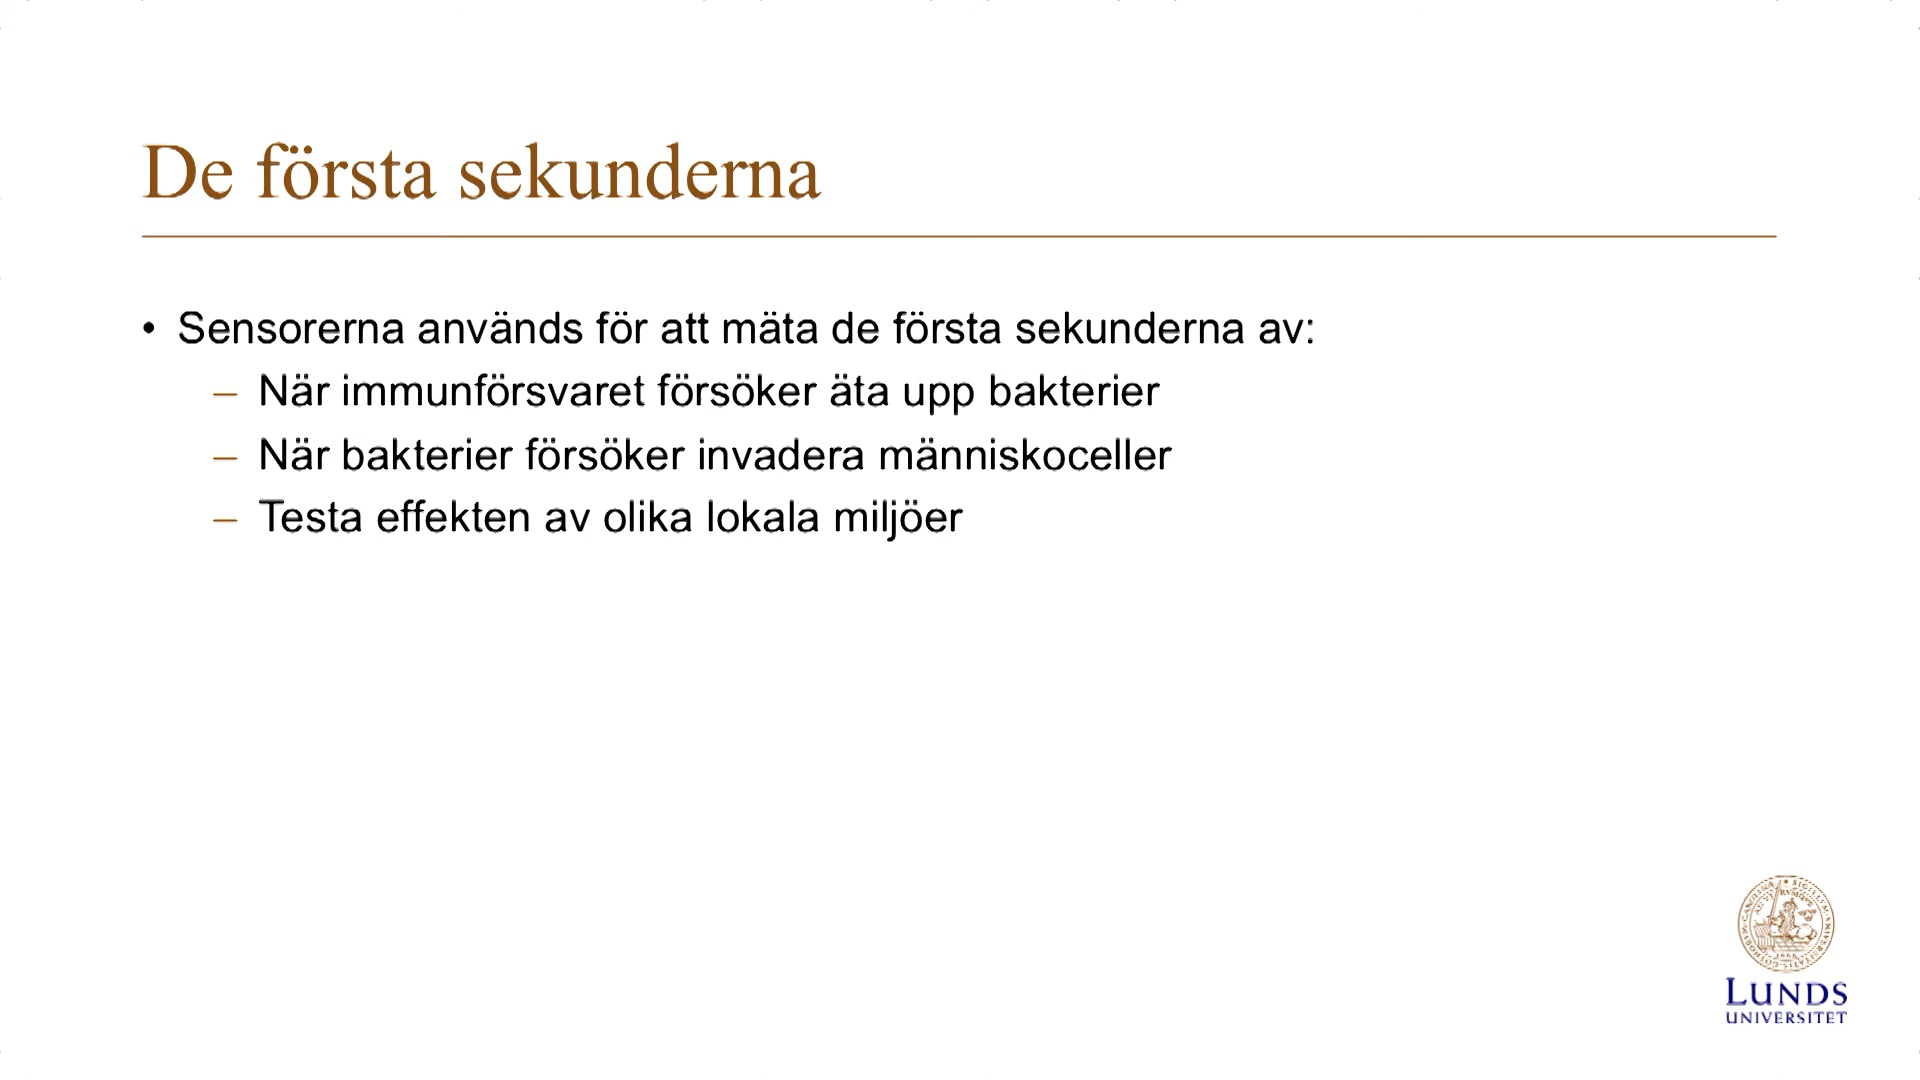 De första sekunderna
• Sensorerna används för att mäta de första sekunderna av:
– När immunförsvaret försöker äta upp bakterier
– När bakterier försöker invadera människoceller
– Testa effekten av olika lokala miljöer
LUNDS
UNIVERSITET